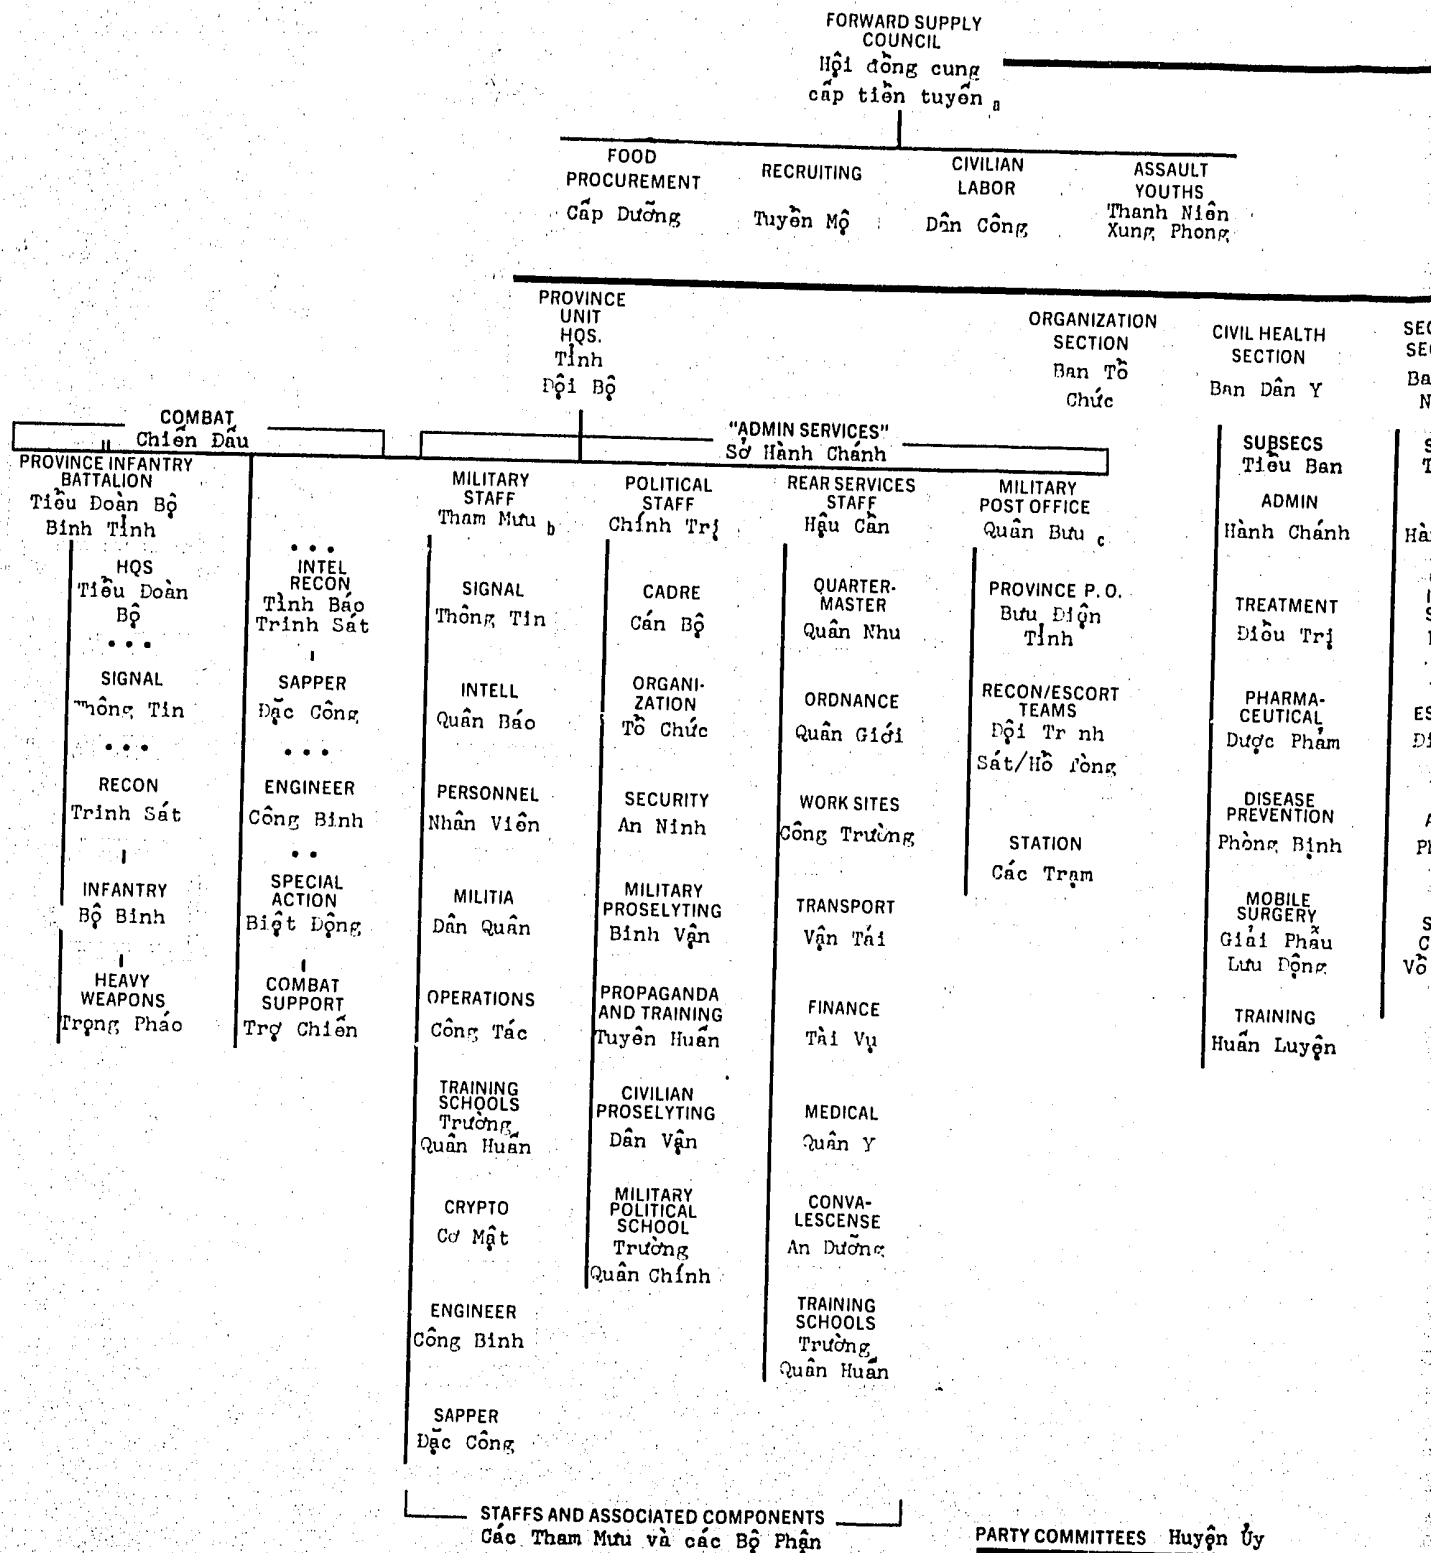 FORWARD SUPPLY
COUNCIL
Hội đồng cung
cấp tiền tuyến a
FOOD
PROCUREMENT
Cấp Dưỡng
RECRUITING
Tuyển Mộ
CIVILIAN
LABOR
Dân Công
ASSAULT
YOUTHS
Thanh Niên
Xung Phong
PROVINCE
UNIT
HQS.
Tỉnh
Đội Bộ
ORGANIZATION
SECTION
Ban Tổ
Chức
CIVIL HEALTH
SECTION
Ban Dân Y
COMBAT
Chiến Đấu
"ADMIN SERVICES"
Sở Hành Chánh
PROVINCE INFANTRY
BATTALION
Tiểu Đoàn Bộ
Binh Tỉnh
HQS
Tiểu Đoàn
Bộ
• • •
SIGNAL
Thông Tin
• • •
RECON
Trinh Sát
I
INFANTRY
Bộ Binh
I
HEAVY
WEAPONS
Trọng Pháo
• • •
INTEL
RECON
Tình Báo
Trinh Sát
I
SAPPER
Đặc Công
• • •
ENGINEER
Công Binh
• •
SPECIAL
ACTION
Biệt Động
I
COMBAT
SUPPORT
Trợ Chiến
MILITARY
STAFF
Tham Mưu b
SIGNAL
Thông Tin
INTELL
Quân Báo
PERSONNEL
Nhân Viên
MILITIA
Dân Quân
OPERATIONS
Công Tác
TRAINING
SCHOOLS
Trường
Quân Huấn
CRYPTO
Cơ Mật
ENGINEER
Công Binh
SAPPER
Đặc Công
POLITICAL
STAFF
Chính Trị
CADRE
Cán Bộ
ORGANI-
ZATION
Tổ Chức
SECURITY
An Ninh
MILITARY
PROSELYTING
Binh Vận
PROPAGANDA
AND TRAINING
Tuyên Huấn
CIVILIAN
PROSELYTING
Dân Vận
MILITARY
POLITICAL
SCHOOL
Trường
Quân Chính
REAR SERVICES
STAFF
Hậu Cần
QUARTER-
MASTER
Quân Nhu
ORDNANCE
Quân Giới
WORK SITES
Công Trường
TRANSPORT
Vận Tải
FINANCE
Tài Vụ
MEDICAL
Quân Y
CONVA-
LESCENSE
An Dưỡng
TRAINING
SCHOOLS
Trường
Quân Huấn
MILITARY
POST OFFICE
Quân Bưu c
PROVINCE P. O.
Bưu Điện
Tỉnh
RECON/ESCORT
TEAMS
Đội Tr nh
Sát/Hồ Tòng
STATION
Các Trạm
SUBSECS
Tiểu Ban
ADMIN
Hành Chánh
TREATMENT
Điều Trị
PHARMA-
CEUTICAL
Dược Phẩm
DISEASE
PREVENTION
Phòng Bịnh
MOBILE
SURGERY
Giải Phẫu
Lưu Động
TRAINING
Huấn Luyện
STAFFS AND ASSOCIATED COMPONENTS
Các Tham Mưu và các Bộ Phận
PARTY COMMITTEES Huyện Ủy